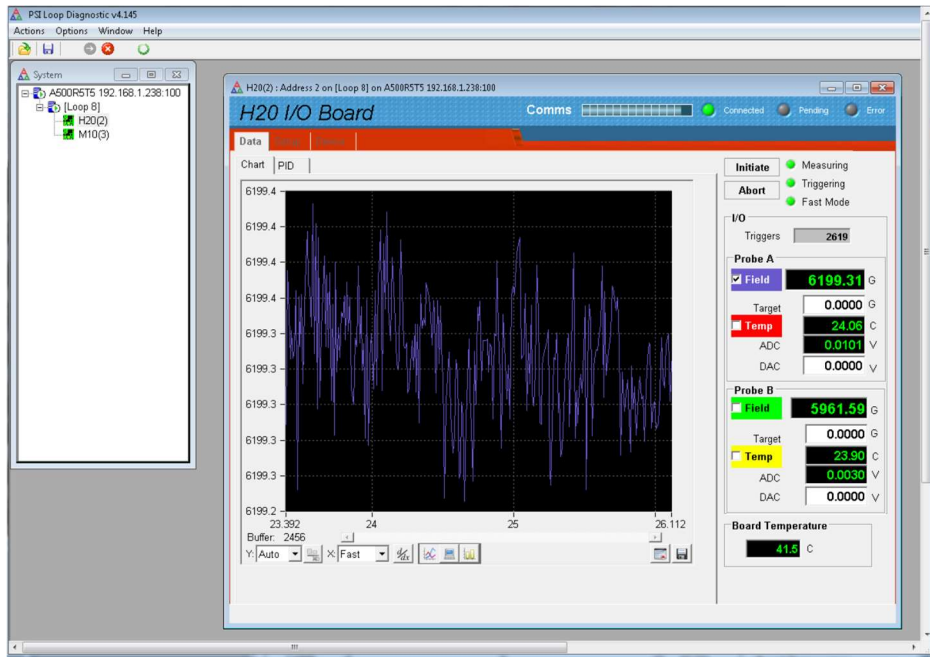 PSI Loop Diagnostic v4.145
Actions Options Window Help
System
A500R5T5 192.168.1.238:100
[Loop 8]
H20(2)
M10(3)
H20(2) : Address 2 on [Loop 8] on A500R5T5 192.168.1.238:100
H20 I/O Board
Comms
Connected Pending Error
Data
Chart PID
6199.4
6199.4
6199.4
6199.4
6199.3
6199.3
6199.3
6199.3
6199.3
6199.2
23.392 24 25 26.112
Buffer: 2456
Y: Auto X: Fast d/dx
Initiate Measuring
Abort Triggering
Fast Mode
I/O
Triggers 2619
Probe A
Field 6199.31 G
Target 0.0000 G
Temp 24.06 C
ADC 0.0101 V
DAC 0.0000 V
Probe B
Field 5961.59 G
Target 0.0000 G
Temp 23.90 C
ADC 0.0030 V
DAC 0.0000 V
Board Temperature
41.5 C